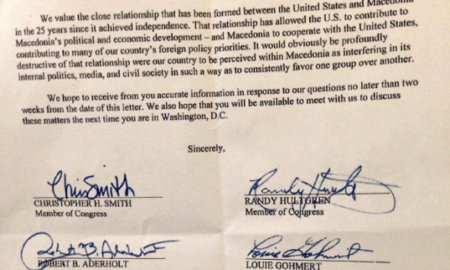 We value the close relationship that has been formed between the United States and Macedonia
in the 25 years since it achieved independence. That relationship has allowed the U.S. to contribute to
Macedonia's political and economic development – and Macedonia to cooperate with the United States,
contributing to many of our country's foreign policy priorities. It would obviously be profoundly
destructive of that relationship were our country to be perceived within Macedonia as interfering in its
internal politics, media, and civil society in such a way as to consistently favor one group over another.
We hope to receive from you accurate information in response to our questions no later than two
weeks from the date of this letter. We also hope that you will be available to meet with us to discuss
these matters the next time you are in Washington, D.C.
Sincerely,
Chris Smith
Randy Hultgren
CHRISTOPHER H. SMITH
RANDY HULTGREN
Member of Congress
Member of Congress
Robert B. Aderholt
Louie Gohmert
ROBERT B. ADERHOLT
LOUIE GOHMERT